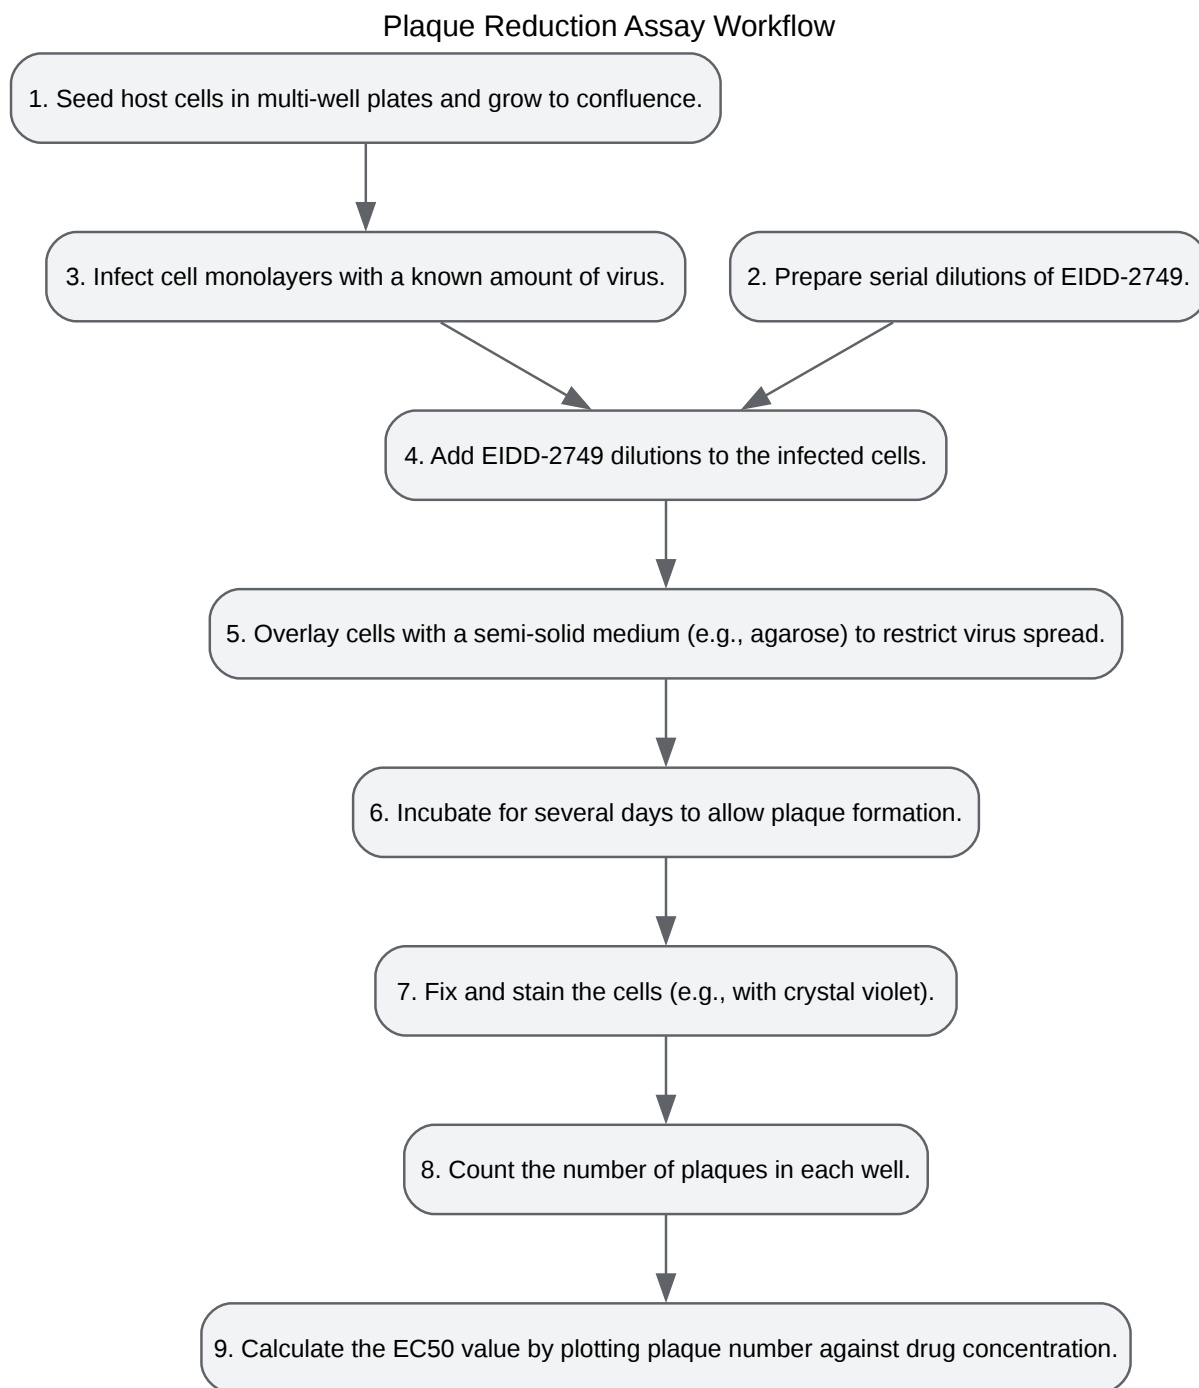 Plaque Reduction Assay Workflow
1. Seed host cells in multi-well plates and grow to confluence.
3. Infect cell monolayers with a known amount of virus.
2. Prepare serial dilutions of EIDD-2749.
4. Add EIDD-2749 dilutions to the infected cells.
5. Overlay cells with a semi-solid medium (e.g., agarose) to restrict virus spread.
6. Incubate for several days to allow plaque formation.
7. Fix and stain the cells (e.g., with crystal violet).
8. Count the number of plaques in each well.
9. Calculate the EC50 value by plotting plaque number against drug concentration.